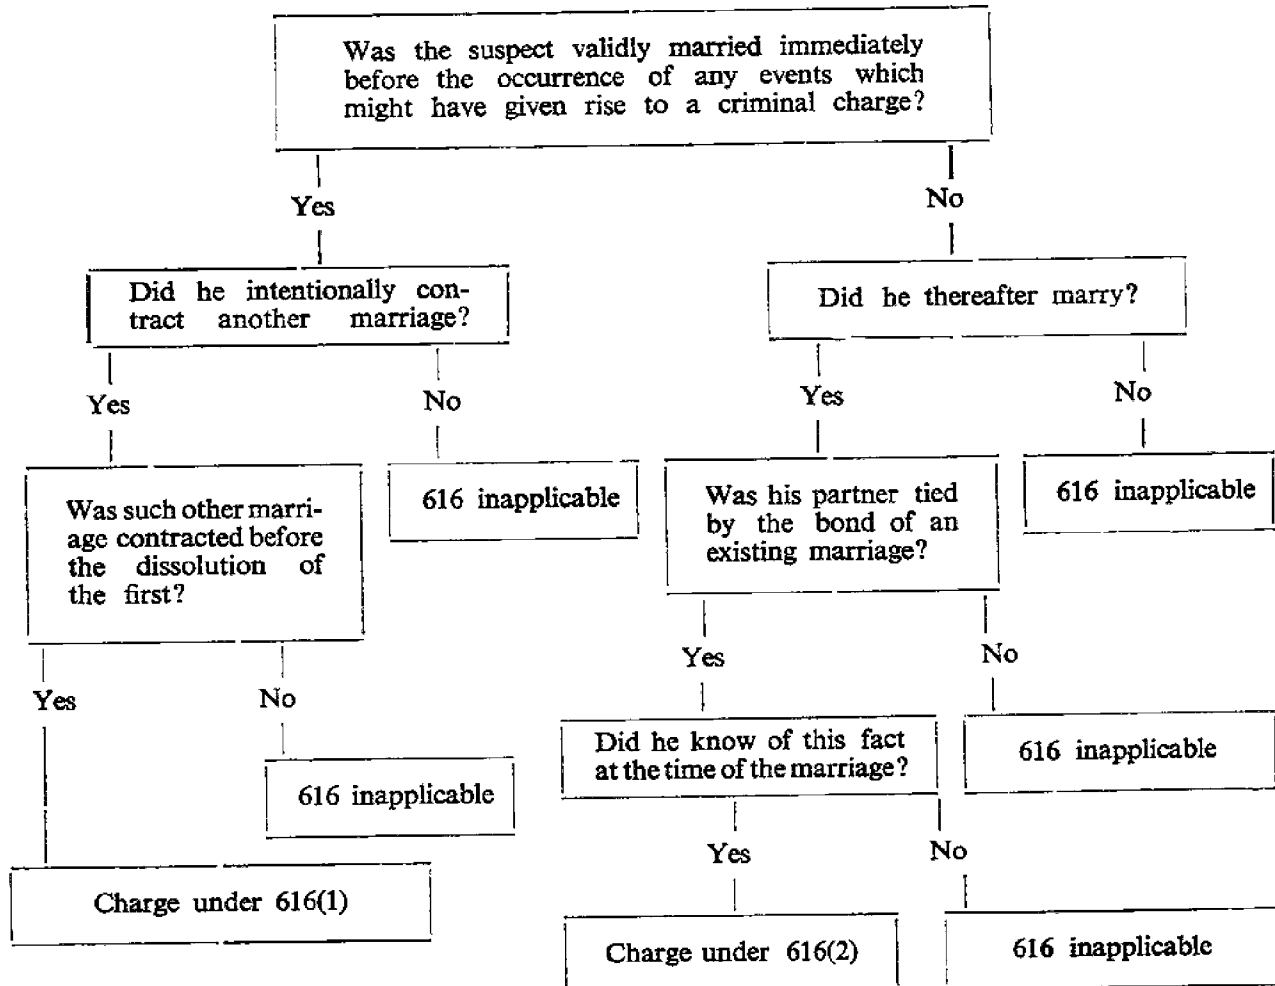 Was the suspect validly married immediately
before the occurrence of any events which
might have given rise to a criminal charge?
Yes
No
Did he intentionally con-
tract another marriage?
Did he thereafter marry?
Yes
No
Yes
No
Was such other marri-
age contracted before
the dissolution of
the first?
616 inapplicable
Was his partner tied
by the bond of an
existing marriage?
616 inapplicable
Yes
No
Yes
No
616 inapplicable
Did he know of this fact
at the time of the marriage?
616 inapplicable
Yes
No
Charge under 616(1)
Charge under 616(2)
616 inapplicable